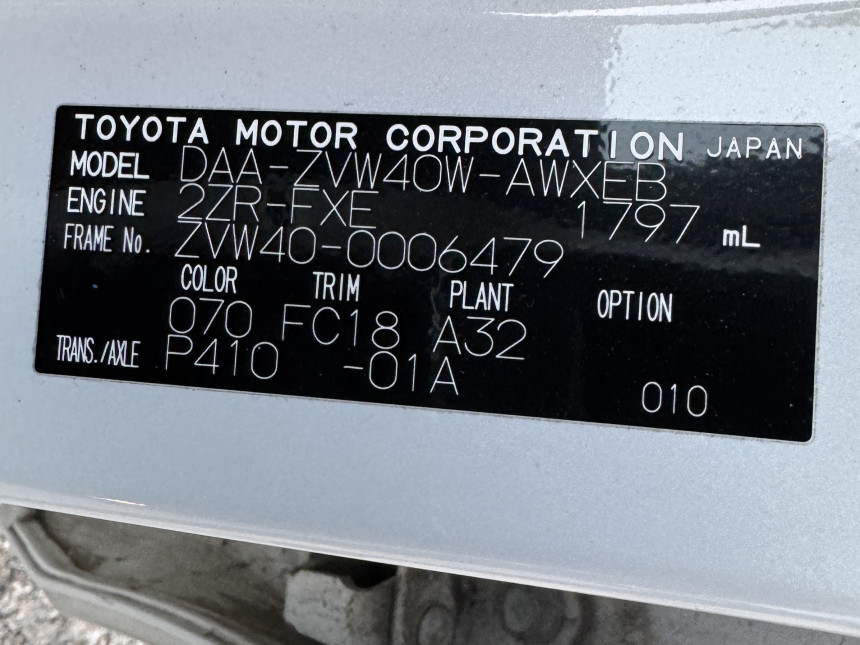 TOYOTA MOTOR CORPORATION JAPAN
MODEL DAA-ZVW40W-AWXEB
ENGINE 2ZR-FXE 1797 mL
FRAME No. ZVW40-0006479
COLOR TRIM PLANT OPTION
070 FC18 A32
TRANS./AXLE P410 -01A 010